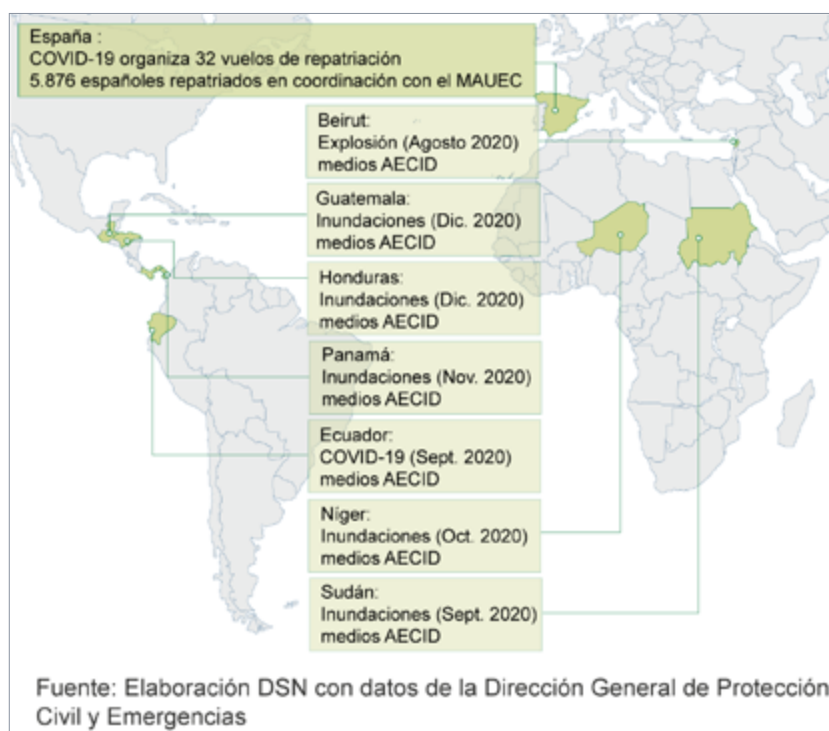 España :
COVID-19 organiza 32 vuelos de repatriación
5.876 españoles repatriados en coordinación con el MAUEC
Beirut:
Explosión (Agosto 2020)
medios AECID
Guatemala:
Inundaciones (Dic. 2020)
medios AECID
Honduras:
Inundaciones (Dic. 2020)
medios AECID
Panamá:
Inundaciones (Nov. 2020)
medios AECID
Ecuador:
COVID-19 (Sept. 2020)
medios AECID
Níger:
Inundaciones (Oct. 2020)
medios AECID
Sudán:
Inundaciones (Sept. 2020)
medios AECID
Fuente: Elaboración DSN con datos de la Dirección General de Protección
Civil y Emergencias